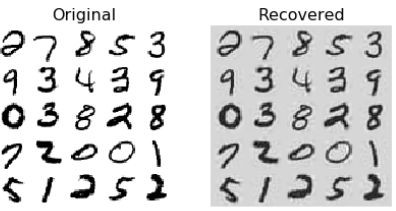 Original Recovered
2 7 8 5 3 2 7 8 5 3
9 3 4 3 9 9 3 4 3 9
0 3 8 2 8 0 3 8 2 8
7 2 0 0 1 7 2 0 0 1
5 1 2 5 2 5 1 2 5 2